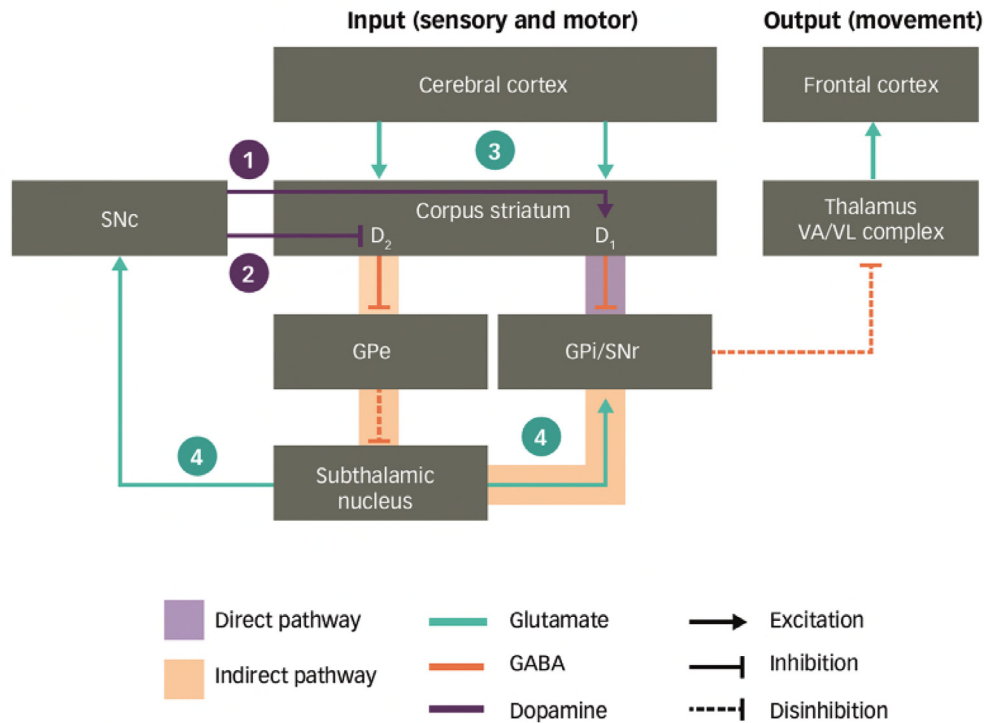 Input (sensory and motor)
Output (movement)
Cerebral cortex
Frontal cortex
1
3
SNc
Corpus striatum
D₂
D₁
Thalamus
VA/VL complex
2
GPe
GPi/SNr
4
4
Subthalamic
nucleus
Direct pathway
Glutamate
Excitation
Indirect pathway
GABA
Inhibition
Dopamine
Disinhibition